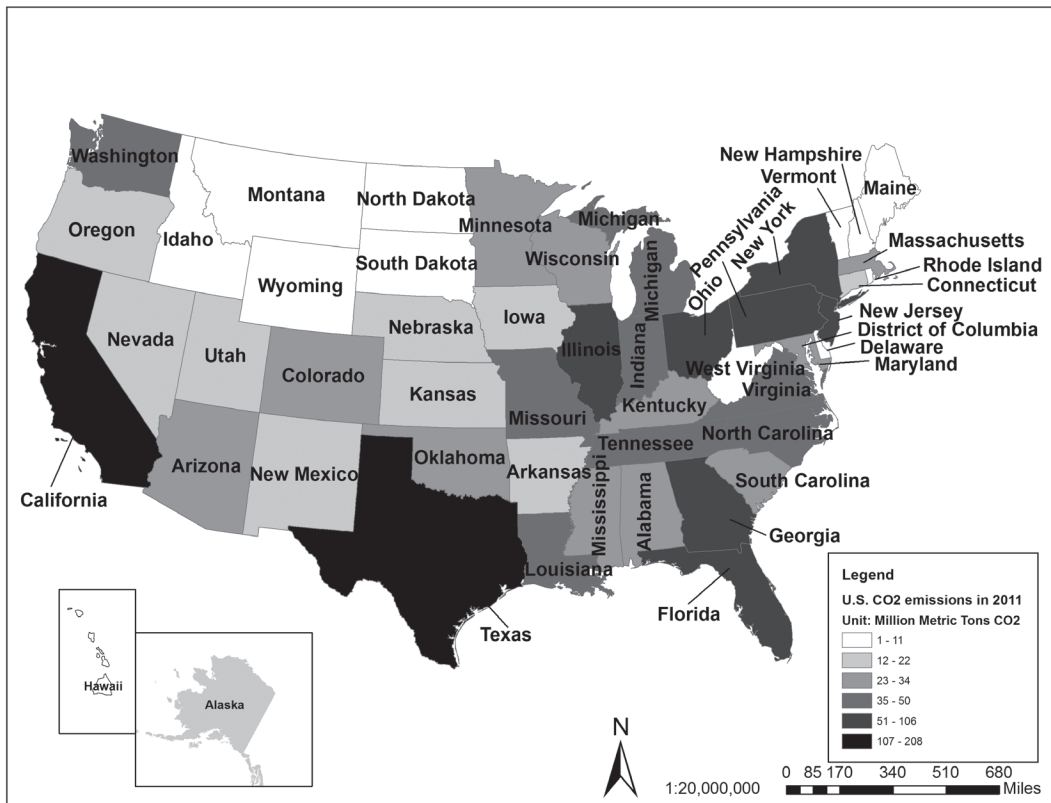 New Hampshire
Vermont
Maine
Washington
Montana
North Dakota
Minnesota
Michigan
Pennsylvania
New York
Oregon
Idaho
South Dakota
Wisconsin
Michigan
Ohio
Massachusetts
Rhode Island
Connecticut
Wyoming
Nebraska
Iowa
New Jersey
District of Columbia
Delaware
Maryland
Nevada
Utah
Colorado
Kansas
Illinois
Indiana
West Virginia
Virginia
Missouri
Kentucky
Tennessee
North Carolina
Arizona
New Mexico
Oklahoma
Arkansas
Mississippi
Alabama
South Carolina
California
Georgia
Louisiana
Florida
Texas
Hawaii
Alaska
Legend
U.S. CO2 emissions in 2011
Unit: Million Metric Tons CO2
1 - 11
12 - 22
23 - 34
35 - 50
51 - 106
107 - 208
N
1:20,000,000
0 85 170 340 510 680
Miles